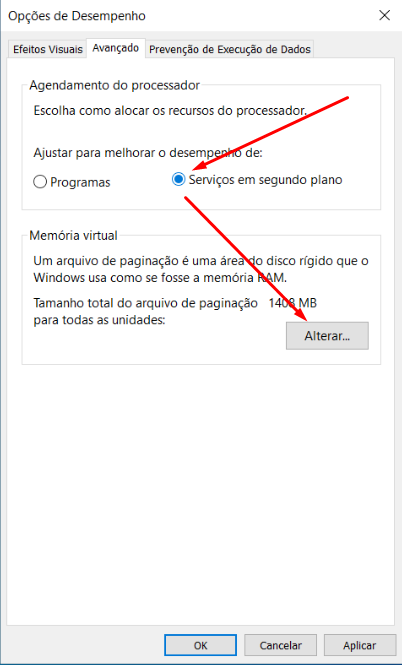 Opções de Desempenho
Efeitos Visuais
Avançado
Prevenção de Execução de Dados
Agendamento do processador
Escolha como alocar os recursos do processador.
Ajustar para melhorar o desempenho de:
Programas
Serviços em segundo plano
Memória virtual
Um arquivo de paginação é uma área do disco rígido que o
Windows usa como se fosse a memória RAM.
Tamanho total do arquivo de paginação 1408 MB
para todas as unidades:
Alterar...
OK
Cancelar
Aplicar